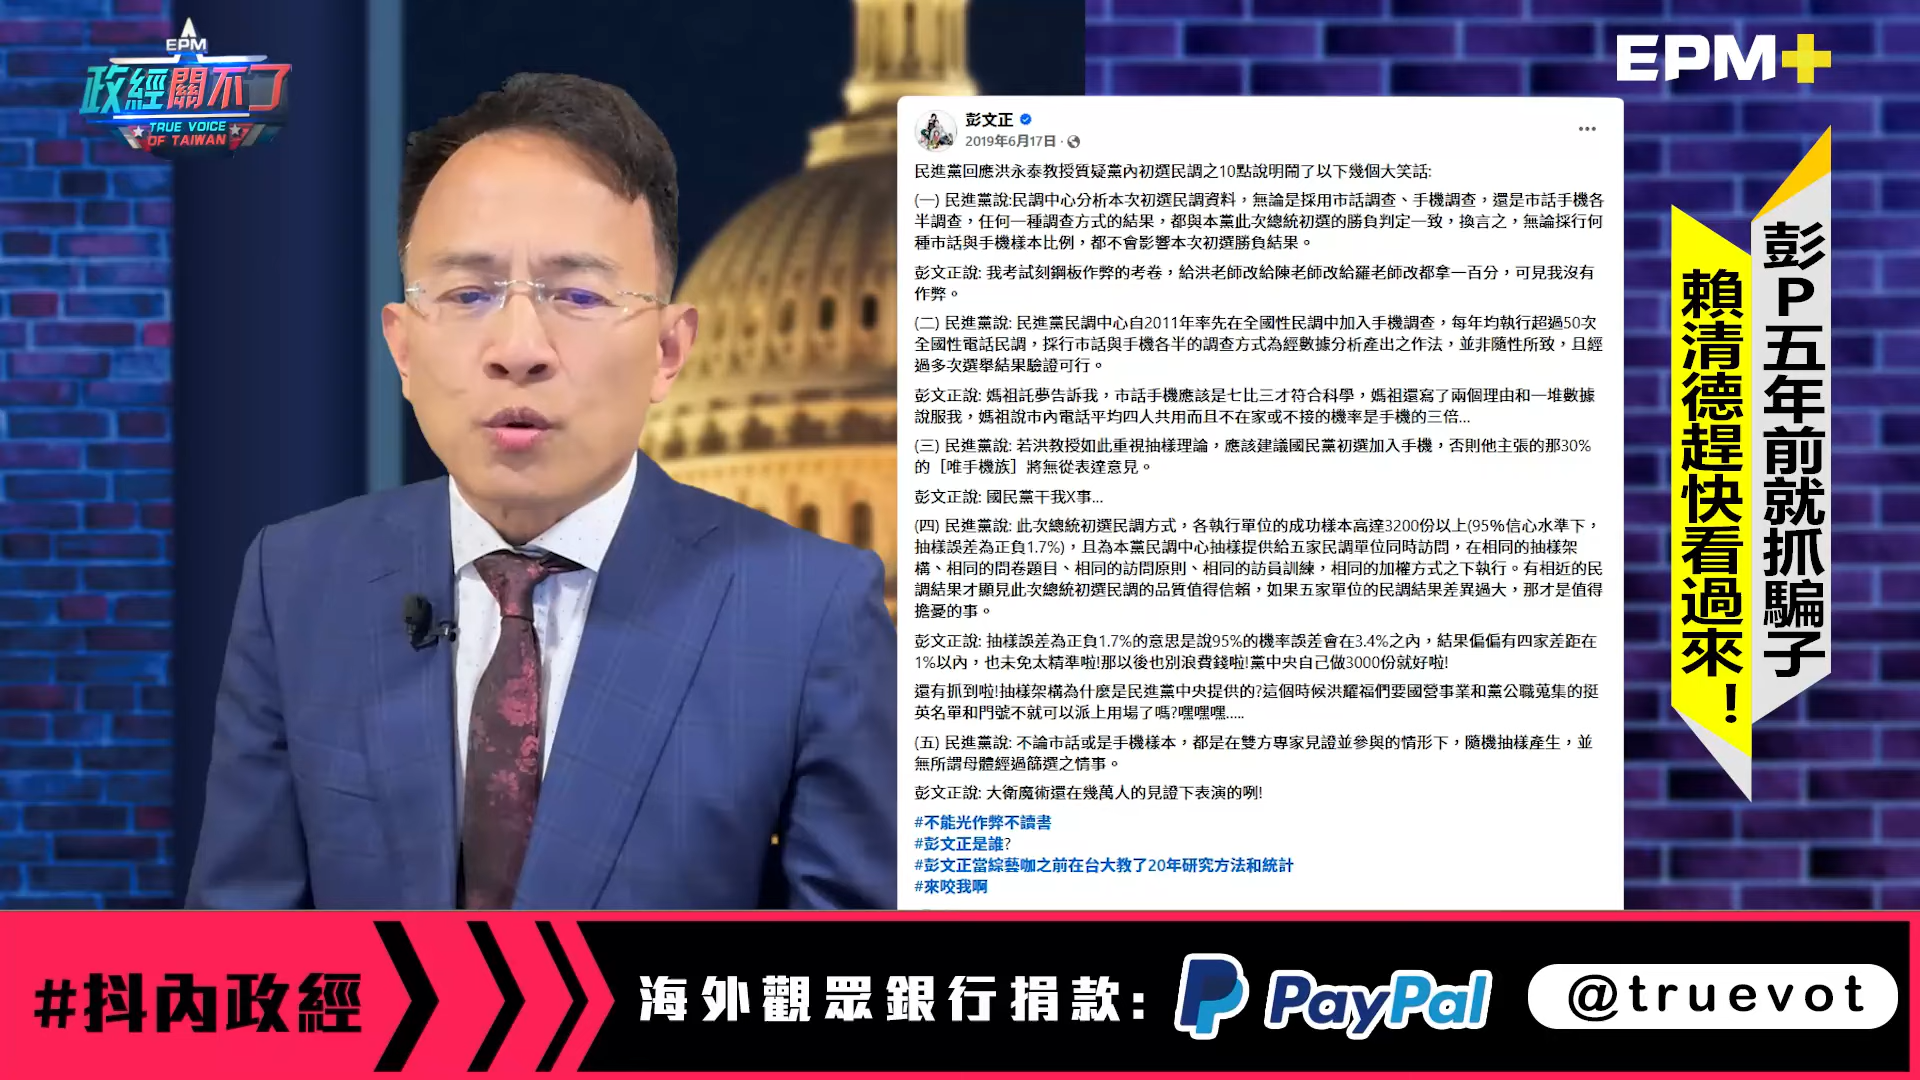 EPM
政經關不了
TRUE VOICE
OF TAIWAN
EPM+
彭文正
2019年6月17日
民進黨回應洪永泰教授質疑黨內初選民調之10點說明鬧了以下幾個大笑話:
(一) 民進黨說:民調中心分析本次初選民調資料，無論是採用市話調查、手機調查，還是市話手機各
半調查，任何一種調查方式的結果，都與本黨此次總統初選的勝負判定一致，換言之，無論採行何
種市話與手機樣本比例，都不會影響本次初選勝負結果。
彭文正說: 我考試刻鋼板作弊的考卷，給洪老師改給陳老師改給羅老師改都拿一百分，可見我沒有
作弊。
(二) 民進黨說: 民進黨民調中心自2011年率先在全國性民調中加入手機調查，每年均執行超過50次
全國性電話民調，採行市話與手機各半的調查方式為經數據分析產出之作法，並非隨性所致，且經
過多次選舉結果驗證可行。
彭文正說: 媽祖託夢告訴我，市話手機應該是七比三才符合科學，媽祖還寫了兩個理由和一堆數據
說服我，媽祖說市內電話平均四人共用而且不在家或不接的機率是手機的三倍...
(三) 民進黨說: 若洪教授如此重視抽樣理論，應該建議國民黨初選加入手機，否則他主張的那30%
的［唯手機族］將無從表達意見。
彭文正說: 國民黨干我X事...
(四) 民進黨說: 此次總統初選民調方式，各執行單位的成功樣本高達3200份以上(95%信心水準下，
抽樣誤差為正負1.7%)，且為本黨民調中心抽樣提供給五家民調單位同時訪問，在相同的抽樣架
構、相同的問卷題目、相同的訪問原則、相同的訪員訓練，相同的加權方式之下執行。有相近的民
調結果才顯見此次總統初選民調的品質值得信賴，如果五家單位的民調結果差異過大，那才是值得
擔憂的事。
彭文正說: 抽樣誤差為正負1.7%的意思是說95%的機率誤差會在3.4%之內，結果偏偏有四家差距在
1%以內，也未免太精準啦!那以後也別浪費錢啦!黨中央自己做3000份就好啦!
還有抓到啦!抽樣架構為什麼是民進黨中央提供的?這個時候洪耀福們要國營事業和黨公職蒐集的挺
英名單和門號不就可以派上用場了嗎?嘿嘿嘿.....
(五) 民進黨說: 不論市話或是手機樣本，都是在雙方專家見證並參與的情形下，隨機抽樣產生，並
無所謂母體經過篩選之情事。
彭文正說: 大衛魔術還在幾萬人的見證下表演的咧!
#不能光作弊不讀書
#彭文正是誰?
#彭文正當綜藝咖之前在台大教了20年研究方法和統計
#來咬我啊
彭P五年前就抓騙子
賴清德趕快看過來！
#抖內政經
海外觀眾銀行捐款:
PayPal
@truevot